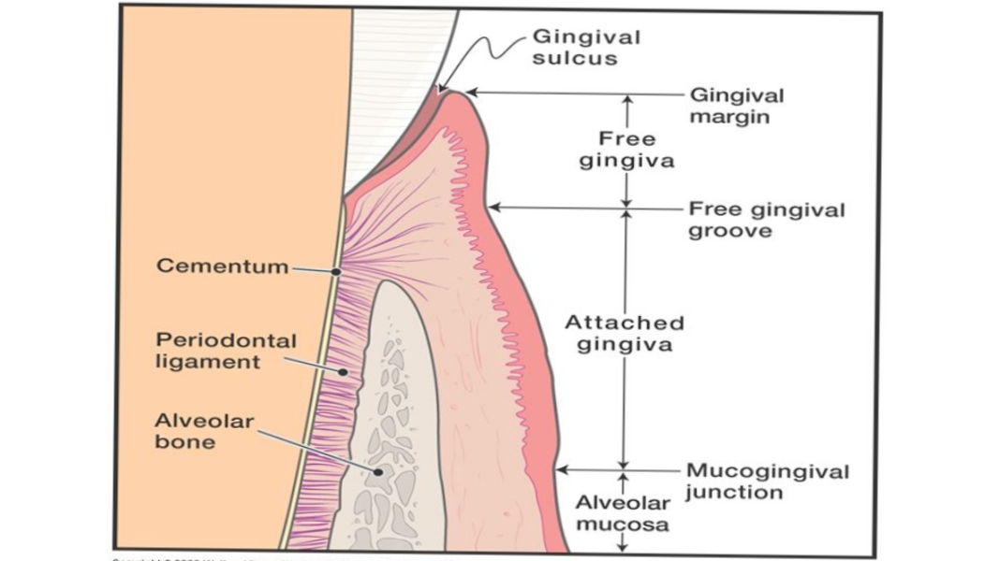 Gingival
sulcus
Gingival
margin
Free
gingiva
Free gingival
groove
Cementum
Attached
gingiva
Periodontal
ligament
Alveolar
bone
Mucogingival
junction
Alveolar
mucosa